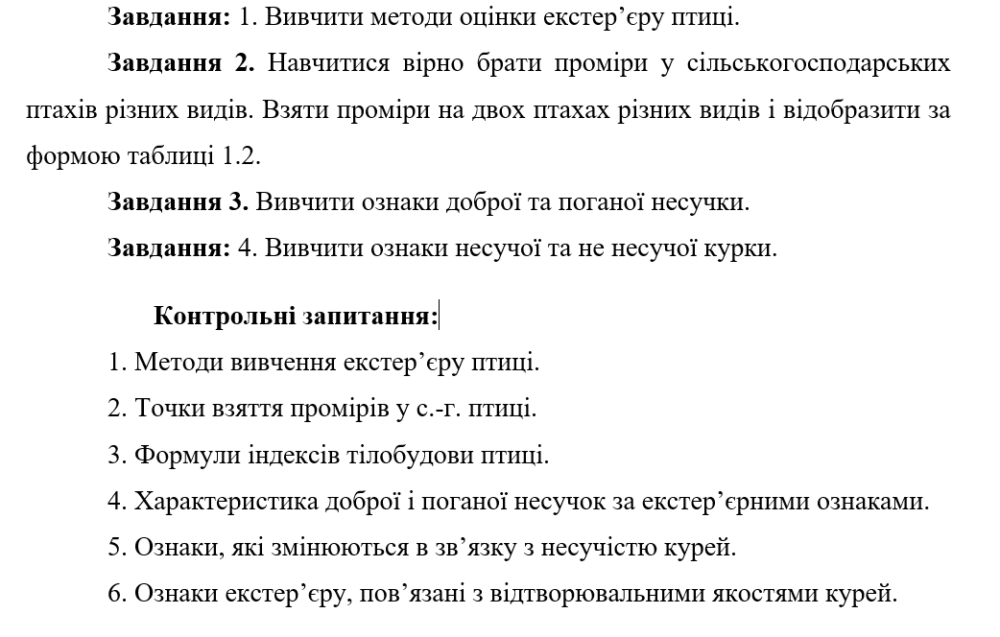 Завдання: 1. Вивчити методи оцінки екстер’єру птиці.
Завдання 2. Навчитися вірно брати проміри у сільськогосподарських
птахів різних видів. Взяти проміри на двох птахах різних видів і відобразити за
формою таблиці 1.2.
Завдання 3. Вивчити ознаки доброї та поганої несучки.
Завдання: 4. Вивчити ознаки несучої та не несучої курки.
Контрольні запитання:
1. Методи вивчення екстер’єру птиці.
2. Точки взяття промірів у с.-г. птиці.
3. Формули індексів тілобудови птиці.
4. Характеристика доброї і поганої несучок за екстер’єрними ознаками.
5. Ознаки, які змінюються в зв’язку з несучістю курей.
6. Ознаки екстер’єру, пов’язані з відтворювальними якостями курей.